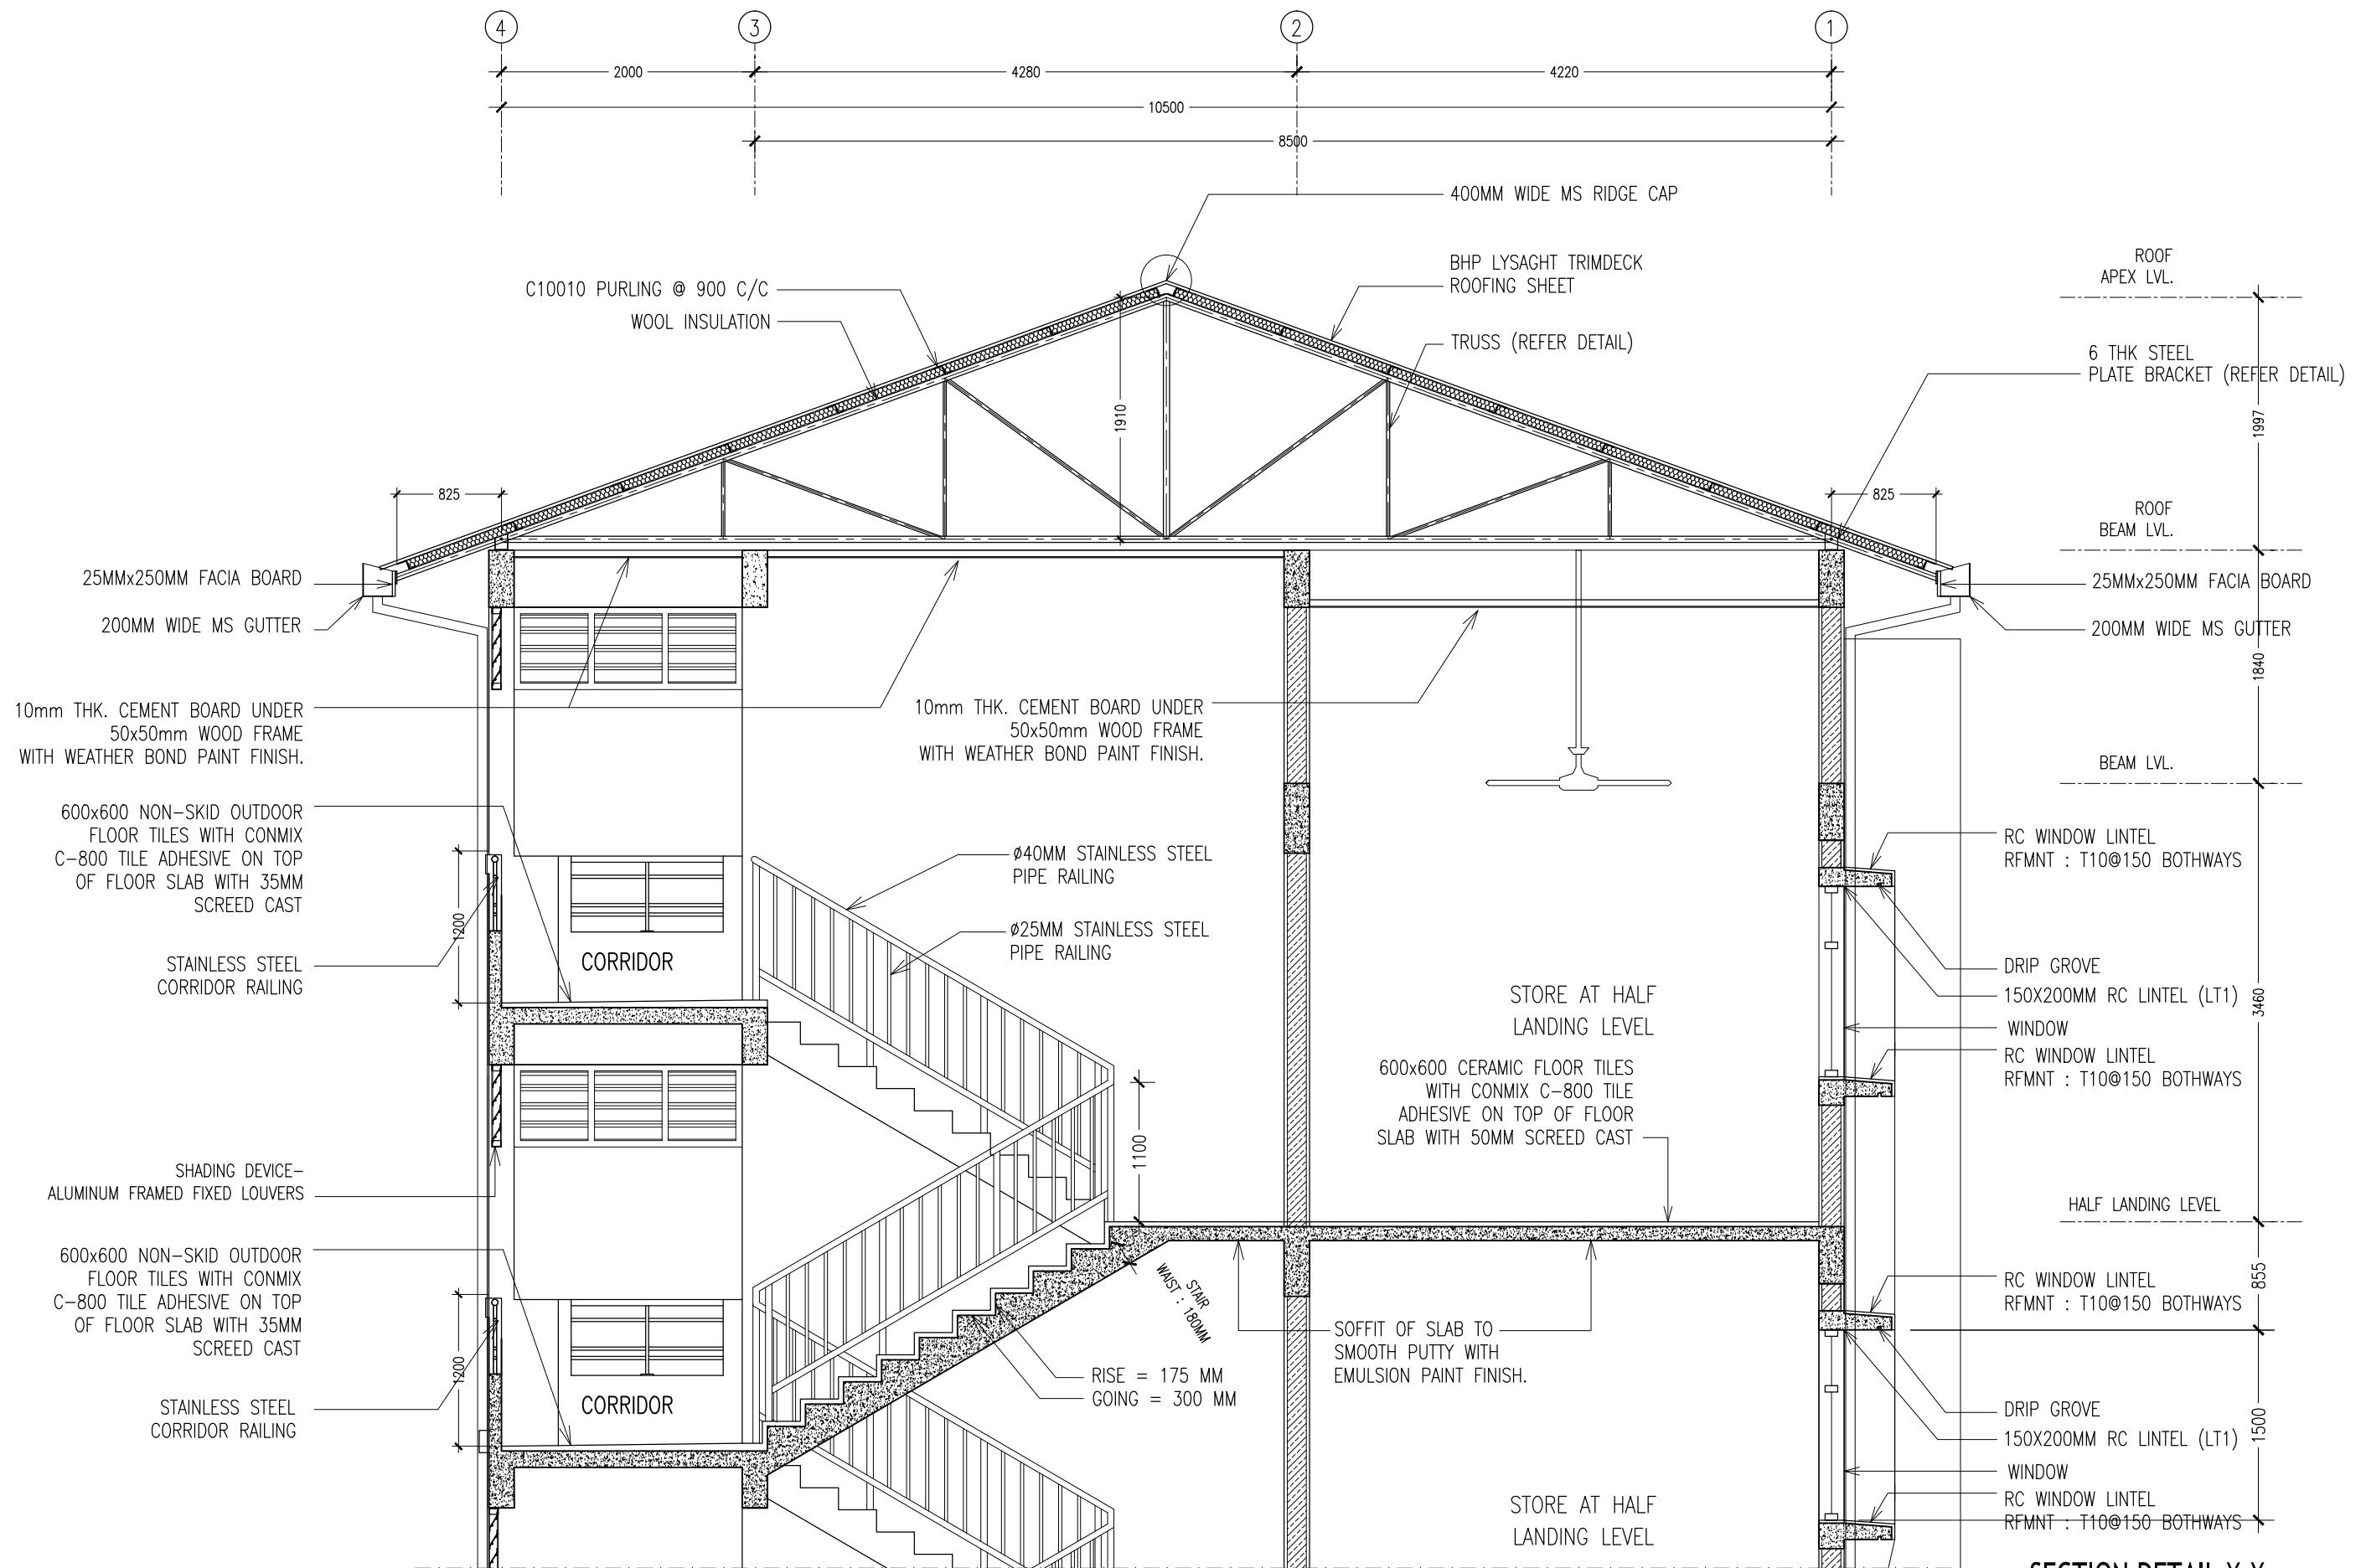 4
3
2
1
2000
4280
4220
10500
8500
400MM WIDE MS RIDGE CAP
BHP LYSAGHT TRIMDECK
ROOFING SHEET
C10010 PURLING @ 900 C/C
WOOL INSULATION
TRUSS (REFER DETAIL)
ROOF
APEX LVL.
6 THK STEEL
PLATE BRACKET (REFER DETAIL)
1997
1910
825
825
ROOF
BEAM LVL.
25MMx250MM FACIA BOARD
200MM WIDE MS GUTTER
25MMx250MM FACIA BOARD
200MM WIDE MS GUTTER
1840
10mm THK. CEMENT BOARD UNDER
50x50mm WOOD FRAME
WITH WEATHER BOND PAINT FINISH.
10mm THK. CEMENT BOARD UNDER
50x50mm WOOD FRAME
WITH WEATHER BOND PAINT FINISH.
BEAM LVL.
600x600 NON-SKID OUTDOOR
FLOOR TILES WITH CONMIX
C-800 TILE ADHESIVE ON TOP
OF FLOOR SLAB WITH 35MM
SCREED CAST
1200
STAINLESS STEEL
CORRIDOR RAILING
CORRIDOR
ø40MM STAINLESS STEEL
PIPE RAILING
ø25MM STAINLESS STEEL
PIPE RAILING
RC WINDOW LINTEL
RFMNT : T10@150 BOTHWAYS
DRIP GROVE
150X200MM RC LINTEL (LT1)
WINDOW
RC WINDOW LINTEL
RFMNT : T10@150 BOTHWAYS
3460
STORE AT HALF
LANDING LEVEL
600x600 CERAMIC FLOOR TILES
WITH CONMIX C-800 TILE
ADHESIVE ON TOP OF FLOOR
SLAB WITH 50MM SCREED CAST
1100
SHADING DEVICE-
ALUMINUM FRAMED FIXED LOUVERS
HALF LANDING LEVEL
600x600 NON-SKID OUTDOOR
FLOOR TILES WITH CONMIX
C-800 TILE ADHESIVE ON TOP
OF FLOOR SLAB WITH 35MM
SCREED CAST
1200
STAINLESS STEEL
CORRIDOR RAILING
CORRIDOR
STAIR
WAIST : 180MM
RISE = 175 MM
GOING = 300 MM
SOFFIT OF SLAB TO
SMOOTH PUTTY WITH
EMULSION PAINT FINISH.
855
RC WINDOW LINTEL
RFMNT : T10@150 BOTHWAYS
DRIP GROVE
150X200MM RC LINTEL (LT1)
WINDOW
RC WINDOW LINTEL
RFMNT : T10@150 BOTHWAYS
1500
STORE AT HALF
LANDING LEVEL
SECTION DETAIL X-X